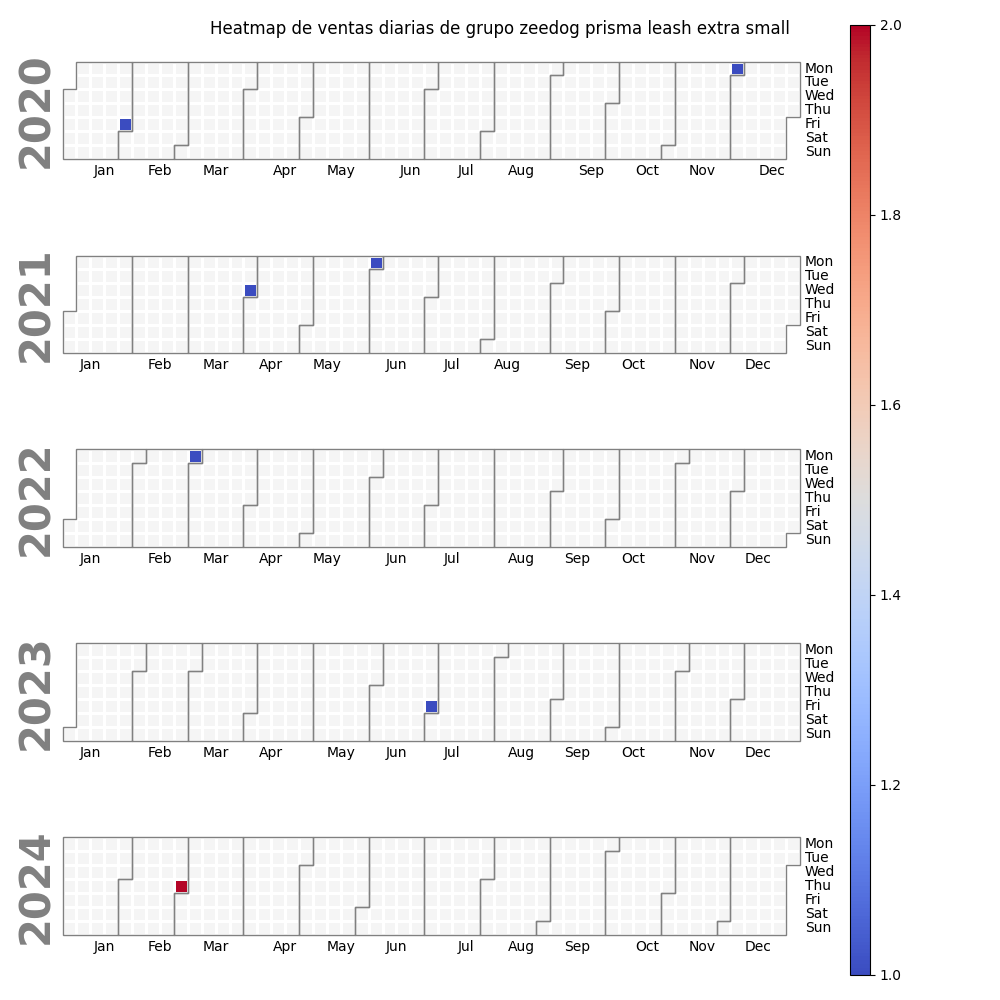 Heatmap de ventas diarias de grupo zeedog prisma leash extra small
2020
Mon
Tue
Wed
Thu
Fri
Sat
Sun
Jan Feb Mar Apr May Jun Jul Aug Sep Oct Nov Dec
2021
Mon
Tue
Wed
Thu
Fri
Sat
Sun
Jan Feb Mar Apr May Jun Jul Aug Sep Oct Nov Dec
2022
Mon
Tue
Wed
Thu
Fri
Sat
Sun
Jan Feb Mar Apr May Jun Jul Aug Sep Oct Nov Dec
2023
Mon
Tue
Wed
Thu
Fri
Sat
Sun
Jan Feb Mar Apr May Jun Jul Aug Sep Oct Nov Dec
2024
Mon
Tue
Wed
Thu
Fri
Sat
Sun
Jan Feb Mar Apr May Jun Jul Aug Sep Oct Nov Dec
2.0
1.8
1.6
1.4
1.2
1.0